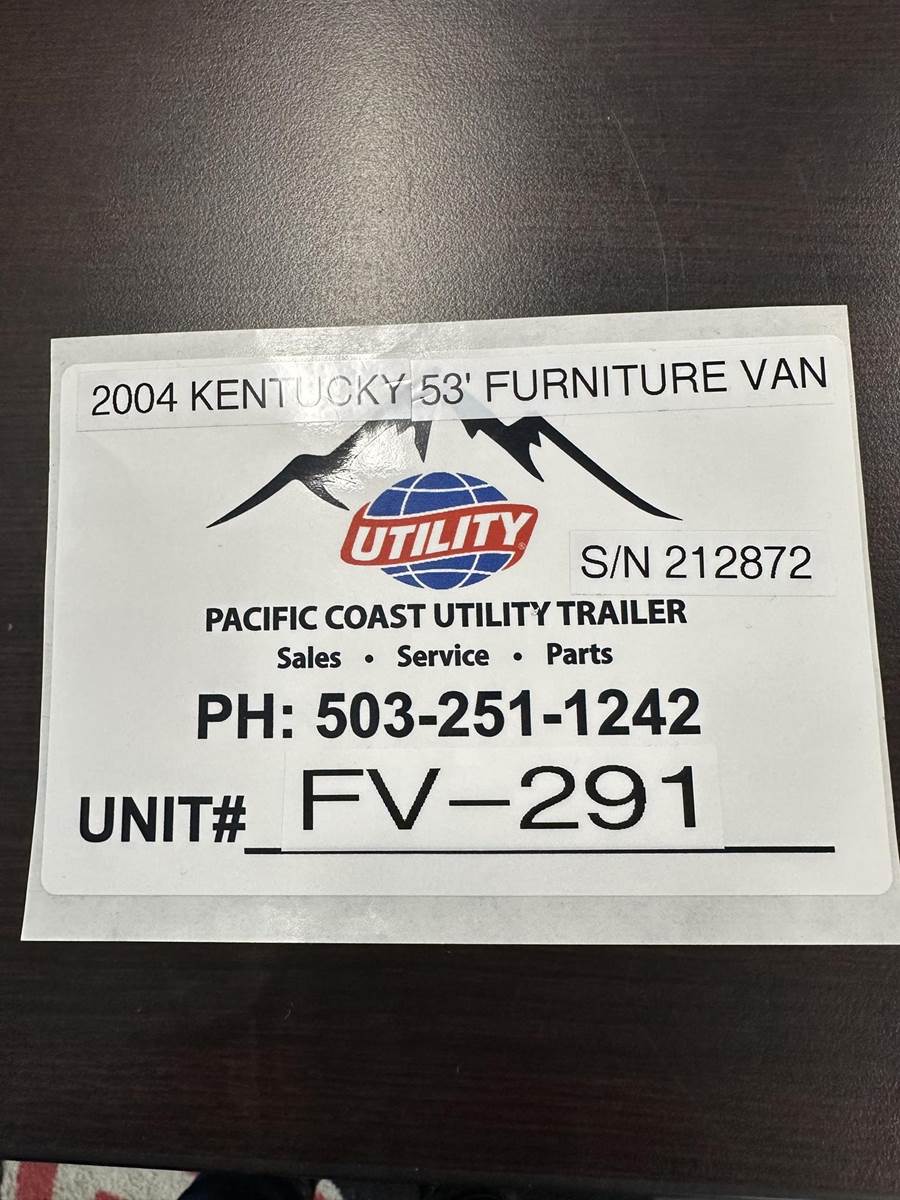 2004 KENTUCKY 53' FURNITURE VAN
UTILITY®
S/N 212872
PACIFIC COAST UTILITY TRAILER
Sales • Service • Parts
PH: 503-251-1242
UNIT# FV-291